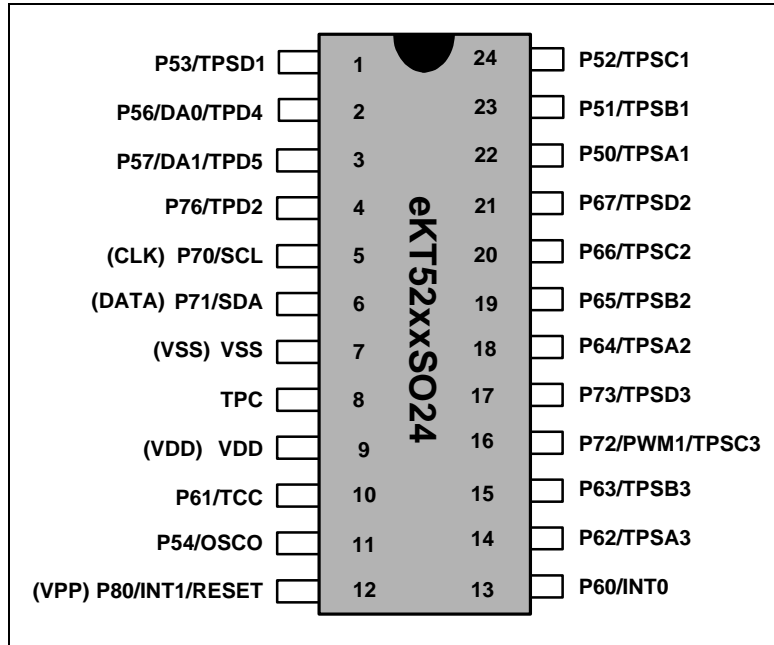 P53/TPSD1 1 24 P52/TPSC1
P56/DA0/TPD4 2 23 P51/TPSB1
P57/DA1/TPD5 3 22 P50/TPSA1
P76/TPD2 4 21 P67/TPSD2
(CLK) P70/SCL 5 20 P66/TPSC2
(DATA) P71/SDA 6 19 P65/TPSB2
(VSS) VSS 7 18 P64/TPSA2
TPC 8 17 P73/TPSD3
(VDD) VDD 9 16 P72/PWM1/TPSC3
P61/TCC 10 15 P63/TPSB3
P54/OSCO 11 14 P62/TPSA3
(VPP) P80/INT1/RESET 12 13 P60/INT0
eKT52xxSO24